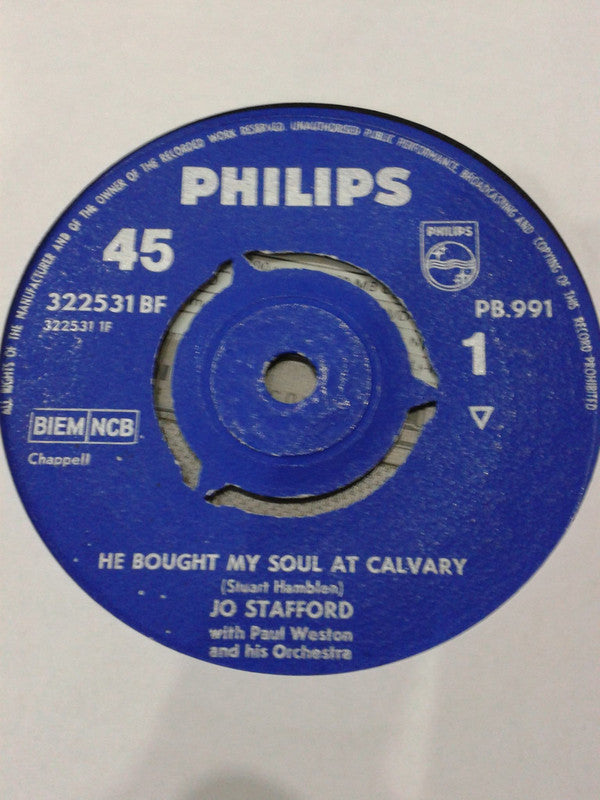 ALL RIGHTS OF THE MANUFACTURER AND OF THE OWNER OF THE RECORDED WORK RESERVED. UNAUTHORISED PUBLIC PERFORMANCE, BROADCASTING AND COPYING OF THIS RECORD PROHIBITED
PHILIPS
45
PHILIPS
322531 BF
322531 1F
PB.991
1
BIEM NCB
Chappell
HE BOUGHT MY SOUL AT CALVARY
(Stuart Hamblen)
JO STAFFORD
with Paul Weston
and his Orchestra